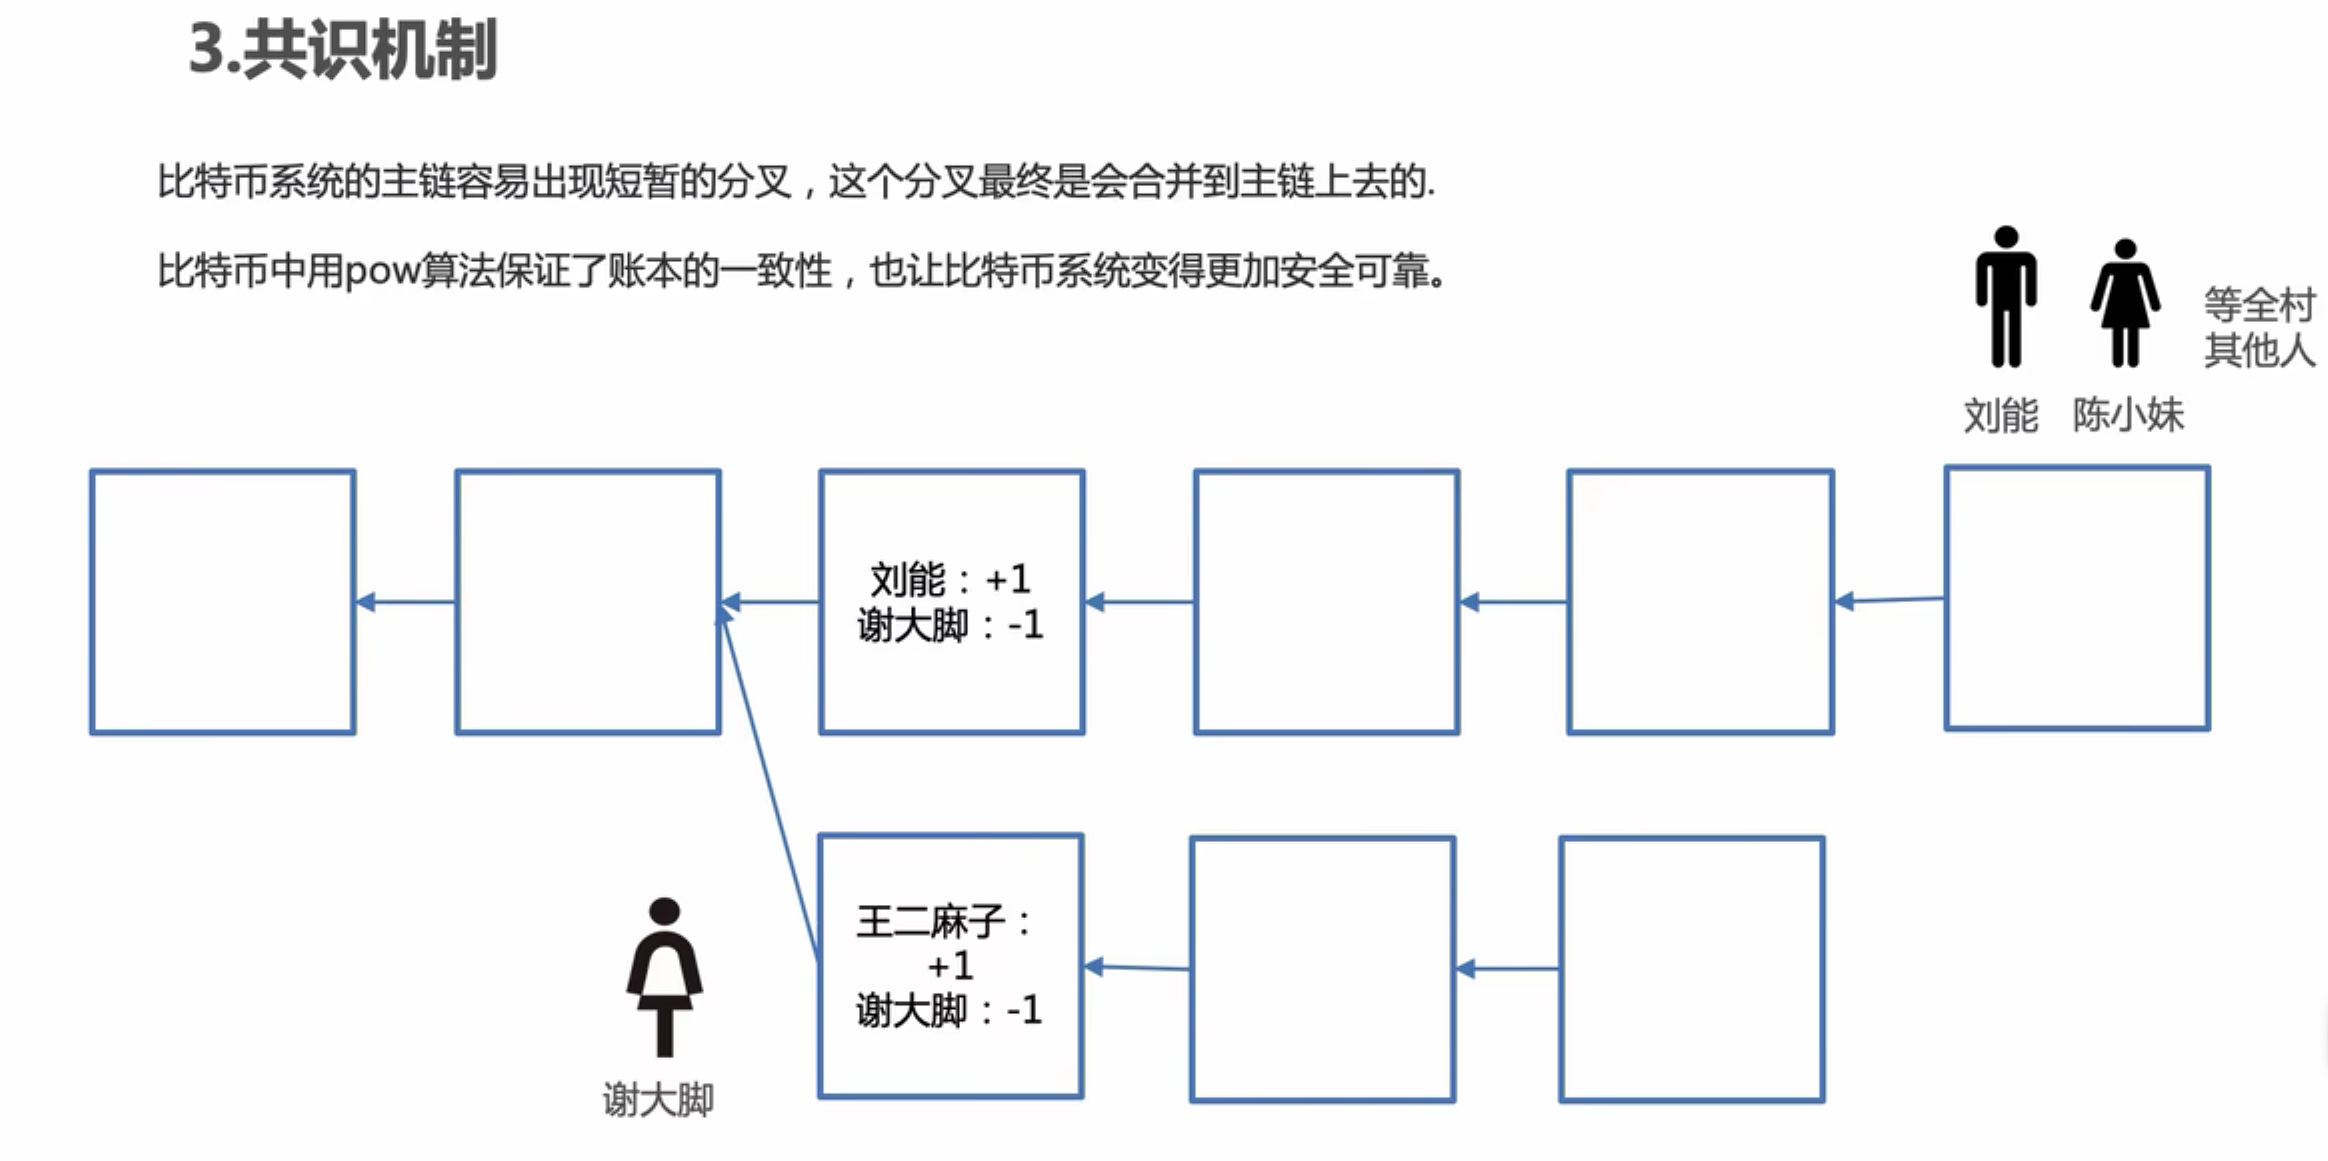 3.共识机制
比特币系统的主链容易出现短暂的分叉，这个分叉最终是会合并到主链上去的.
比特币中用pow算法保证了账本的一致性，也让比特币系统变得更加安全可靠。
等全村
其他人
刘能
陈小妹
刘能：+1
谢大脚：-1
王二麻子：
+1
谢大脚：-1
谢大脚